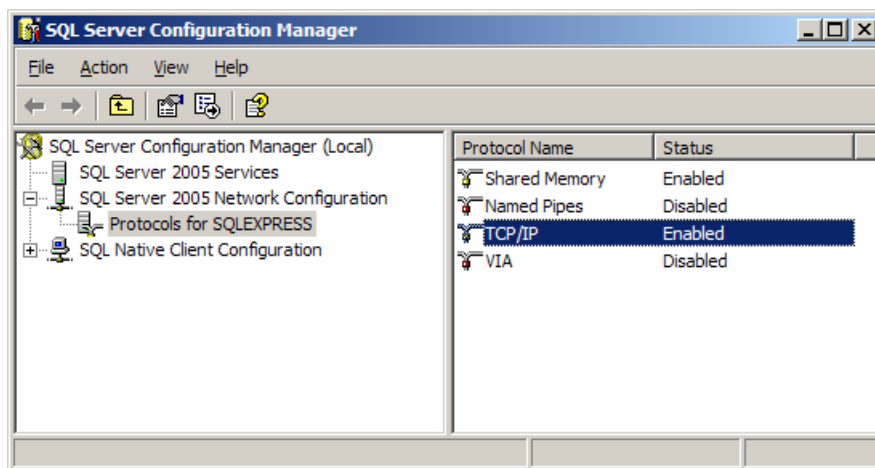 SQL Server Configuration Manager
File Action View Help
SQL Server Configuration Manager (Local)
SQL Server 2005 Services
SQL Server 2005 Network Configuration
Protocols for SQLEXPRESS
SQL Native Client Configuration
Protocol Name Status
Shared Memory Enabled
Named Pipes Disabled
TCP/IP Enabled
VIA Disabled